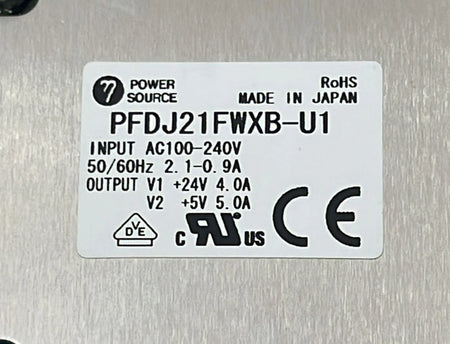 η POWER SOURCE RoHS
MADE IN JAPAN
PFDJ21FWXB-U1
INPUT AC100-240V
50/60Hz 2.1-0.9A
OUTPUT V1 +24V 4.0A
V2 +5V 5.0A
DVE c RU US CE